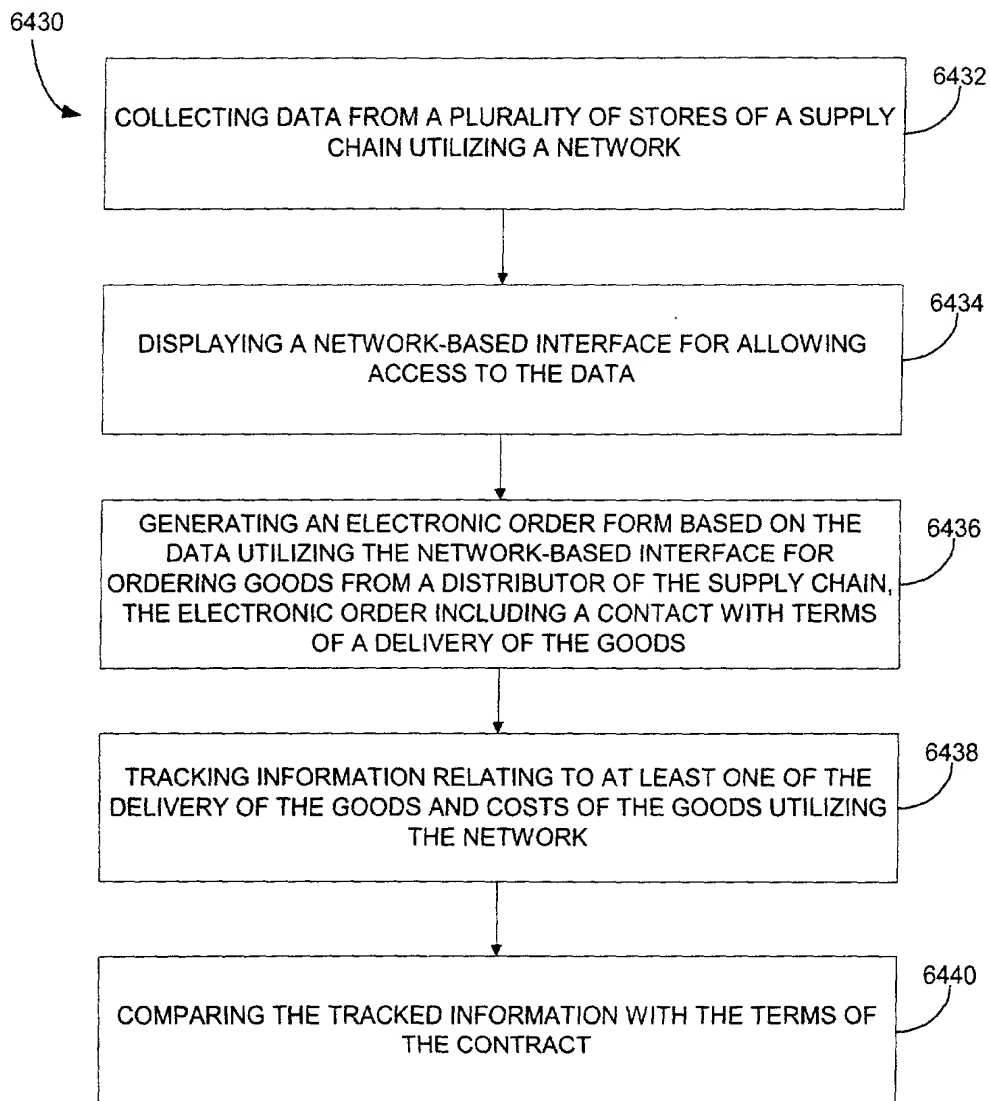 6430
6432
COLLECTING DATA FROM A PLURALITY OF STORES OF A SUPPLY
CHAIN UTILIZING A NETWORK
6434
DISPLAYING A NETWORK-BASED INTERFACE FOR ALLOWING
ACCESS TO THE DATA
GENERATING AN ELECTRONIC ORDER FORM BASED ON THE
DATA UTILIZING THE NETWORK-BASED INTERFACE FOR
6436
ORDERING GOODS FROM A DISTRIBUTOR OF THE SUPPLY CHAIN,
THE ELECTRONIC ORDER INCLUDING A CONTACT WITH TERMS
OF A DELIVERY OF THE GOODS
6438
TRACKING INFORMATION RELATING TO AT LEAST ONE OF THE
DELIVERY OF THE GOODS AND COSTS OF THE GOODS UTILIZING
THE NETWORK
6440
COMPARING THE TRACKED INFORMATION WITH THE TERMS OF
THE CONTRACT